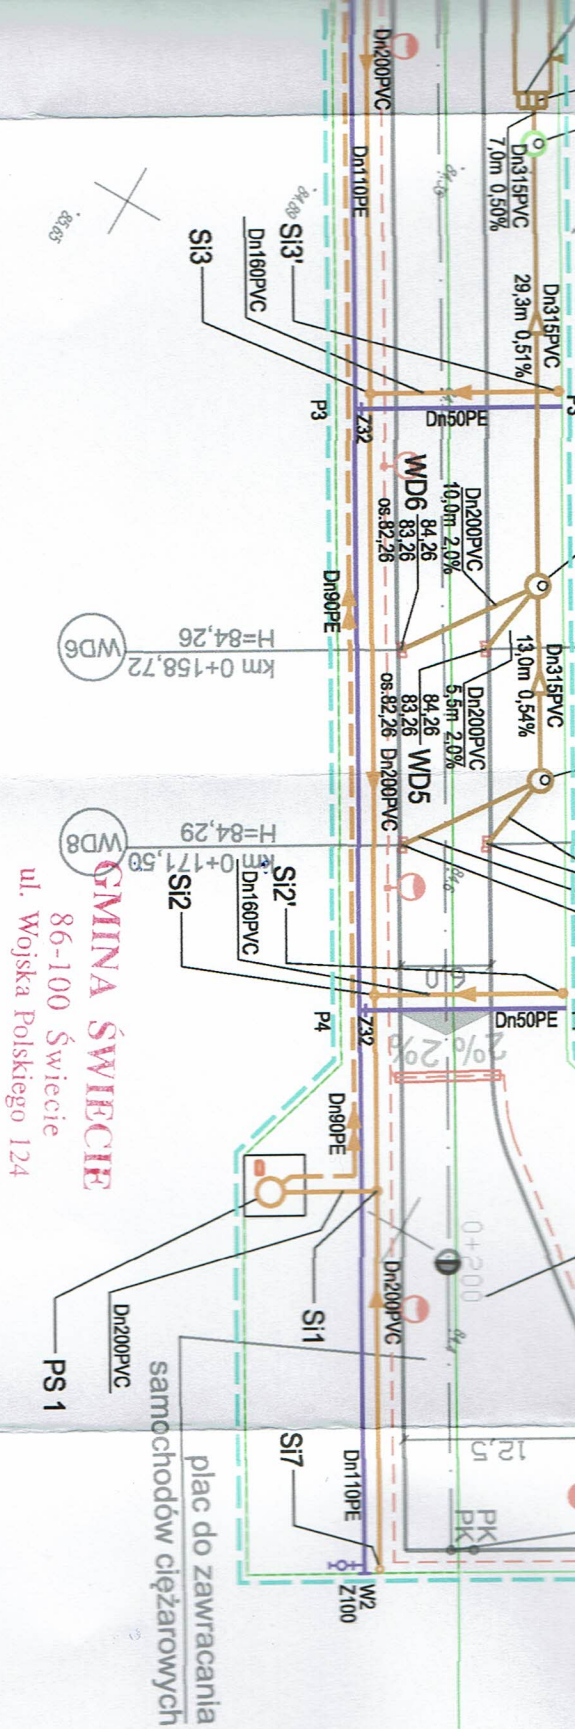 Dn200PVC
Dn315PVC
7,0m 0,50%
Dn110PE
84.89
85.65
Si3'
Dn160PVC
Si3
Dn315PVC
29,3m 0,51%
Dn50PE
P3
Z32
WD6
84,26
83,26
os.82,26
Dn200PVC
10,0m 2,0%
Dn90PE
WD6
H=84,26
km 0+158,72
Dn315PVC
13,0m 0,54%
Dn200PVC
5,5m 2,0%
84,26
83,26
WD5
os.82,26
Dn200PVC
WD8
H=84,29
km 0+171,50
Si2'
Dn160PVC
Si2
GMINA ŚWIECIE
86-100 Świecie
ul. Wojska Polskiego 124
P4
Z32
Dn50PE
2% 2%
Dn90PE
0+200
D
Dn200PVC
Si1
Dn200PVC
PS 1
plac do zawracania
samochodów ciężarowych
Si7
Dn110PE
12,5
PK
PK
W2
Z100